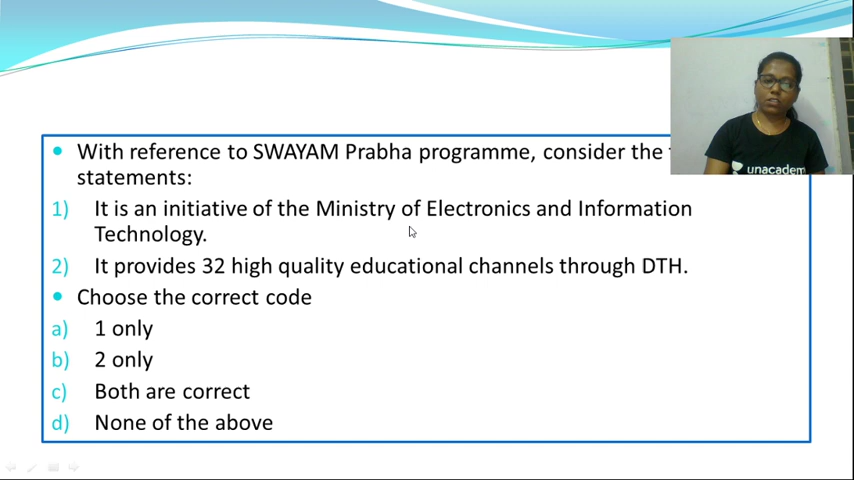 With reference to SWAYAM Prabha programme, consider the
statements:
1) It is an initiative of the Ministry of Electronics and Information
Technology.
2) It provides 32 high quality educational channels through DTH.
Choose the correct code
a) 1 only
b) 2 only
c) Both are correct
d) None of the above
unacadem